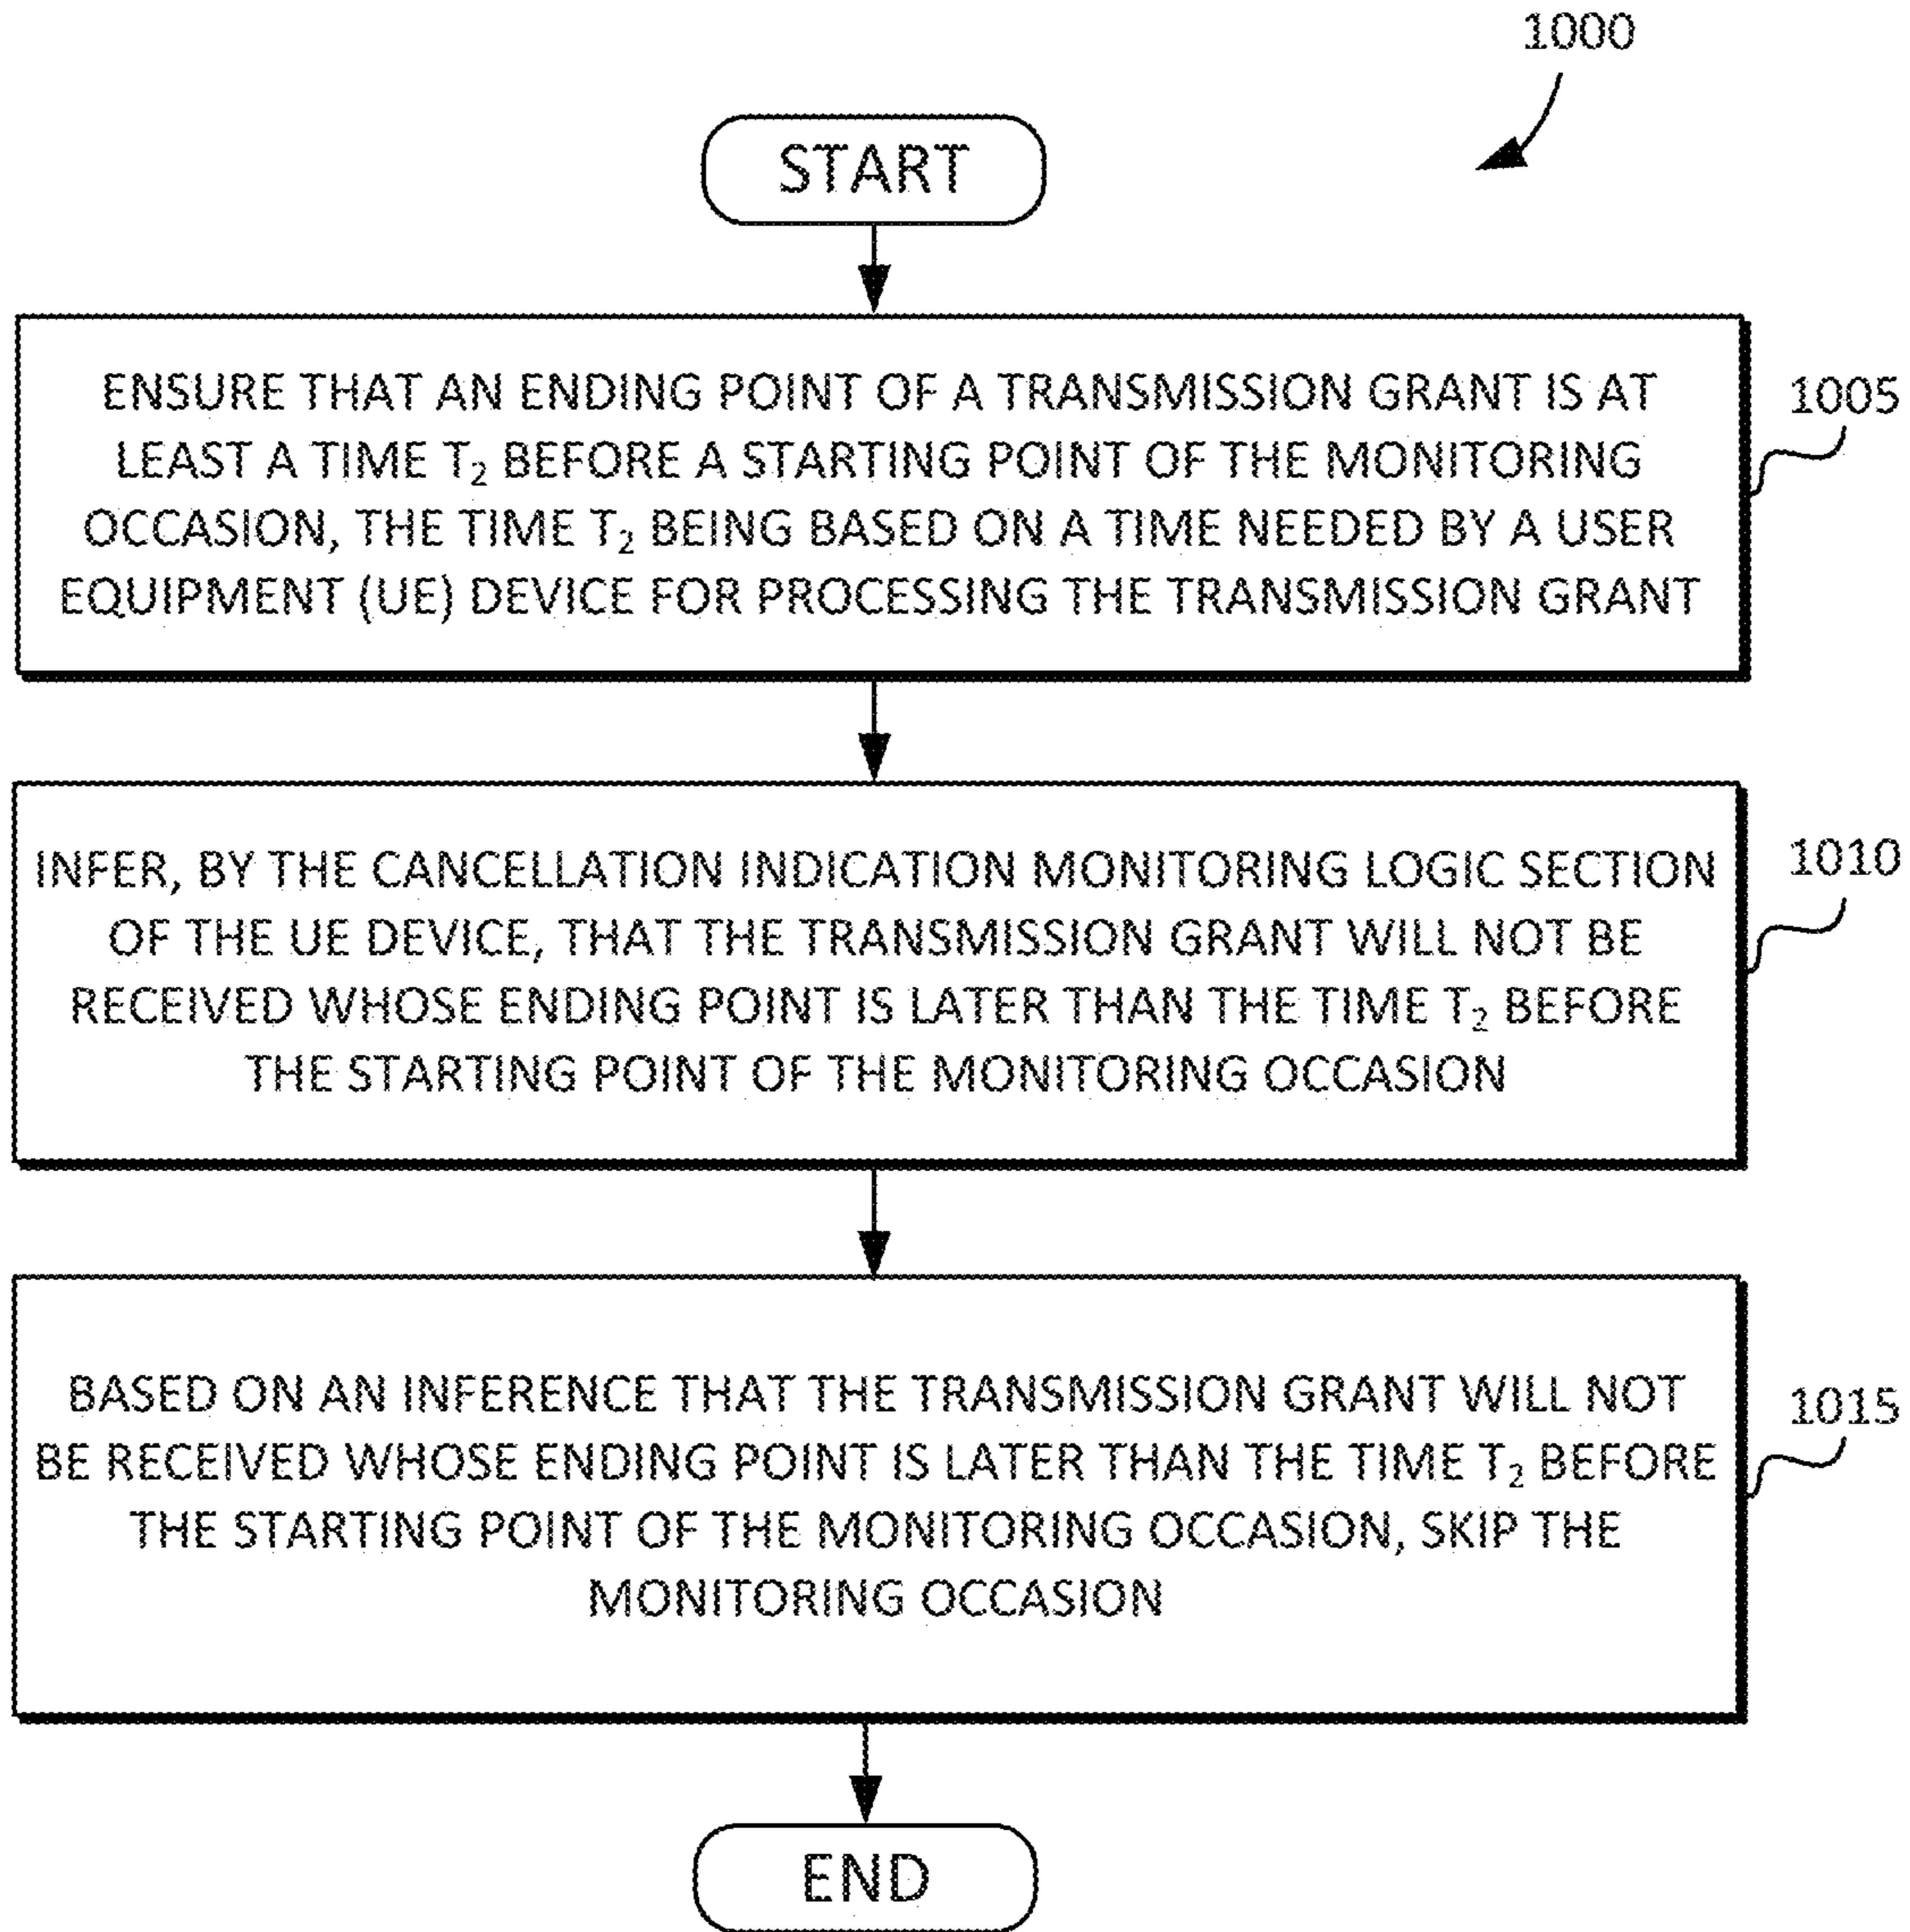 1000
START
ENSURE THAT AN ENDING POINT OF A TRANSMISSION GRANT IS AT
LEAST A TIME T₂ BEFORE A STARTING POINT OF THE MONITORING
OCCASION, THE TIME T₂ BEING BASED ON A TIME NEEDED BY A USER
EQUIPMENT (UE) DEVICE FOR PROCESSING THE TRANSMISSION GRANT
1005
INFER, BY THE CANCELLATION INDICATION MONITORING LOGIC SECTION
OF THE UE DEVICE, THAT THE TRANSMISSION GRANT WILL NOT BE
RECEIVED WHOSE ENDING POINT IS LATER THAN THE TIME T₂ BEFORE
THE STARTING POINT OF THE MONITORING OCCASION
1010
BASED ON AN INFERENCE THAT THE TRANSMISSION GRANT WILL NOT
BE RECEIVED WHOSE ENDING POINT IS LATER THAN THE TIME T₂ BEFORE
THE STARTING POINT OF THE MONITORING OCCASION, SKIP THE
MONITORING OCCASION
1015
END